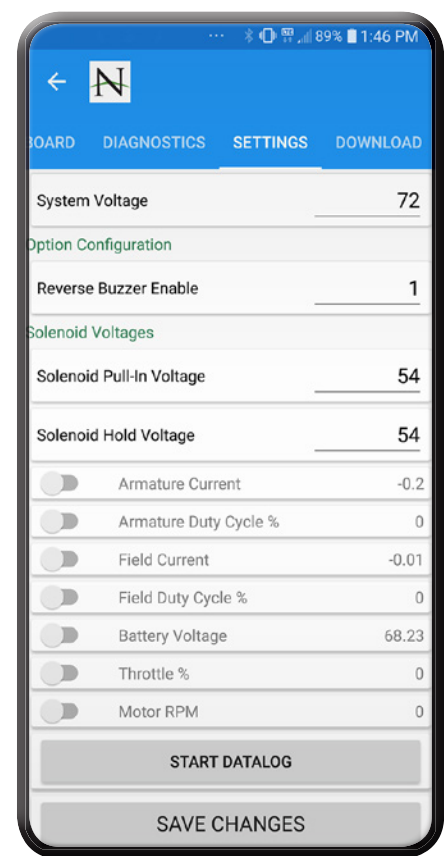 ... 89% 1:46 PM
← N
BOARD DIAGNOSTICS SETTINGS DOWNLOAD
System Voltage 72
Option Configuration
Reverse Buzzer Enable 1
Solenoid Voltages
Solenoid Pull-In Voltage 54
Solenoid Hold Voltage 54
Armature Current -0.2
Armature Duty Cycle % 0
Field Current -0.01
Field Duty Cycle % 0
Battery Voltage 68.23
Throttle % 0
Motor RPM 0
START DATALOG
SAVE CHANGES